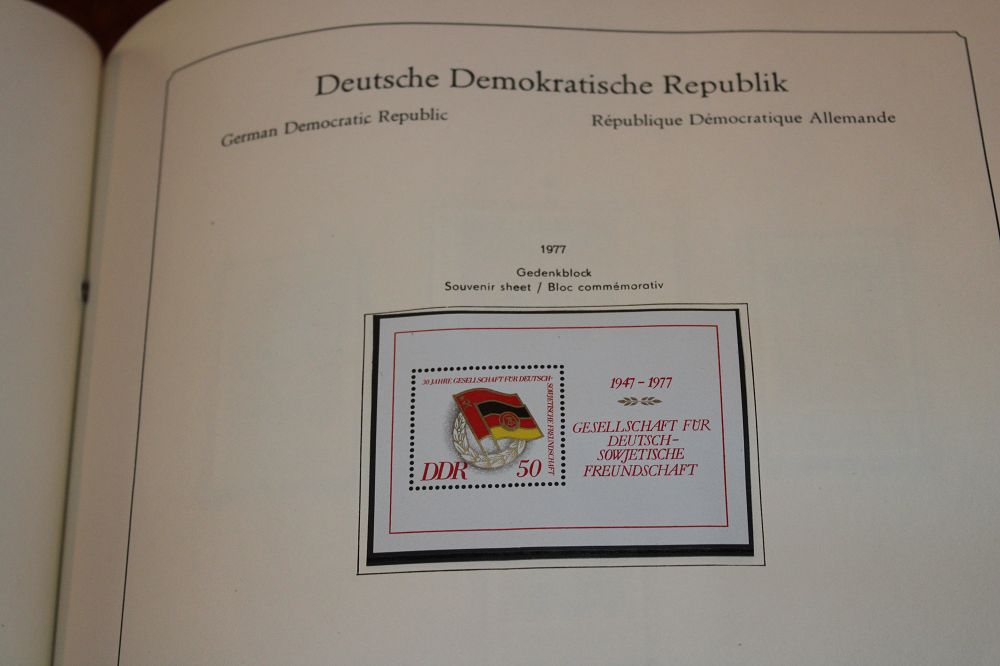 Deutsche Demokratische Republik
German Democratic Republic
République Démocratique Allemande
1977
Gedenkblock
Souvenir sheet / Bloc commémorativ
30 JAHRE GESELLSCHAFT FÜR DEUTSCH-
SOWJETISCHE FREUNDSCHAFT
DDR 50
1947-1977
GESELLSCHAFT FÜR
DEUTSCH-
SOWJETISCHE
FREUNDSCHAFT